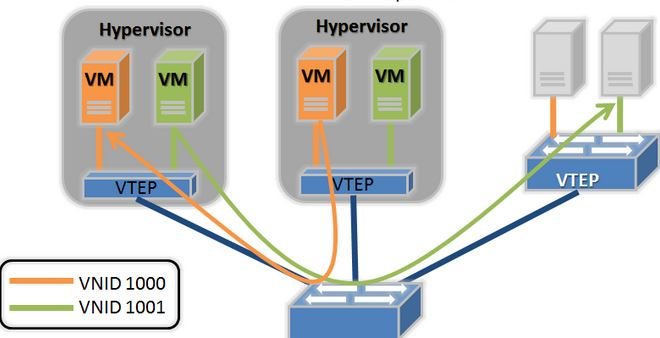 Hypervisor
Hypervisor
VM
VM
VM
VM
VTEP
VTEP
VTEP
VNID 1000
VNID 1001